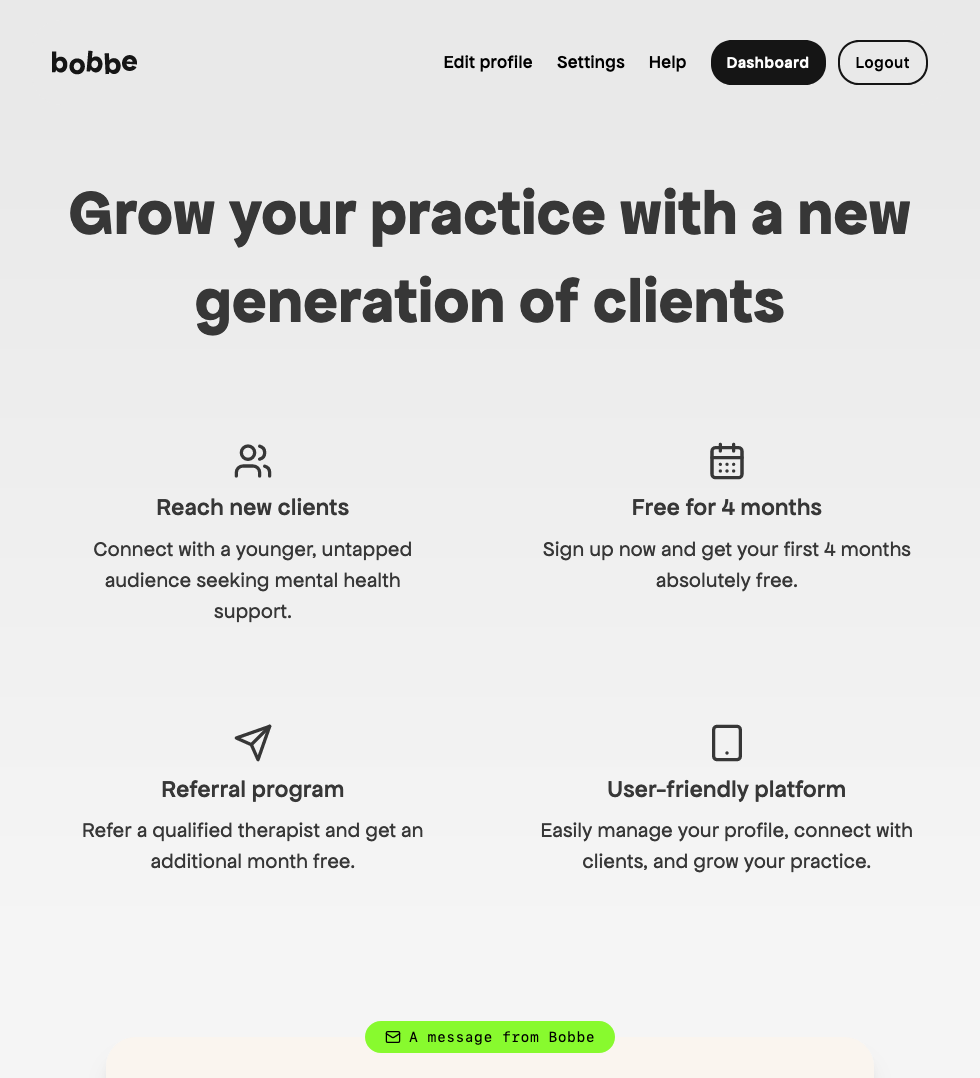 bobbe
Edit profile
Settings
Help
Dashboard
Logout
Grow your practice with a new
generation of clients
Reach new clients
Connect with a younger, untapped
audience seeking mental health
support.
Free for 4 months
Sign up now and get your first 4 months
absolutely free.
Referral program
Refer a qualified therapist and get an
additional month free.
User-friendly platform
Easily manage your profile, connect with
clients, and grow your practice.
A message from Bobbe